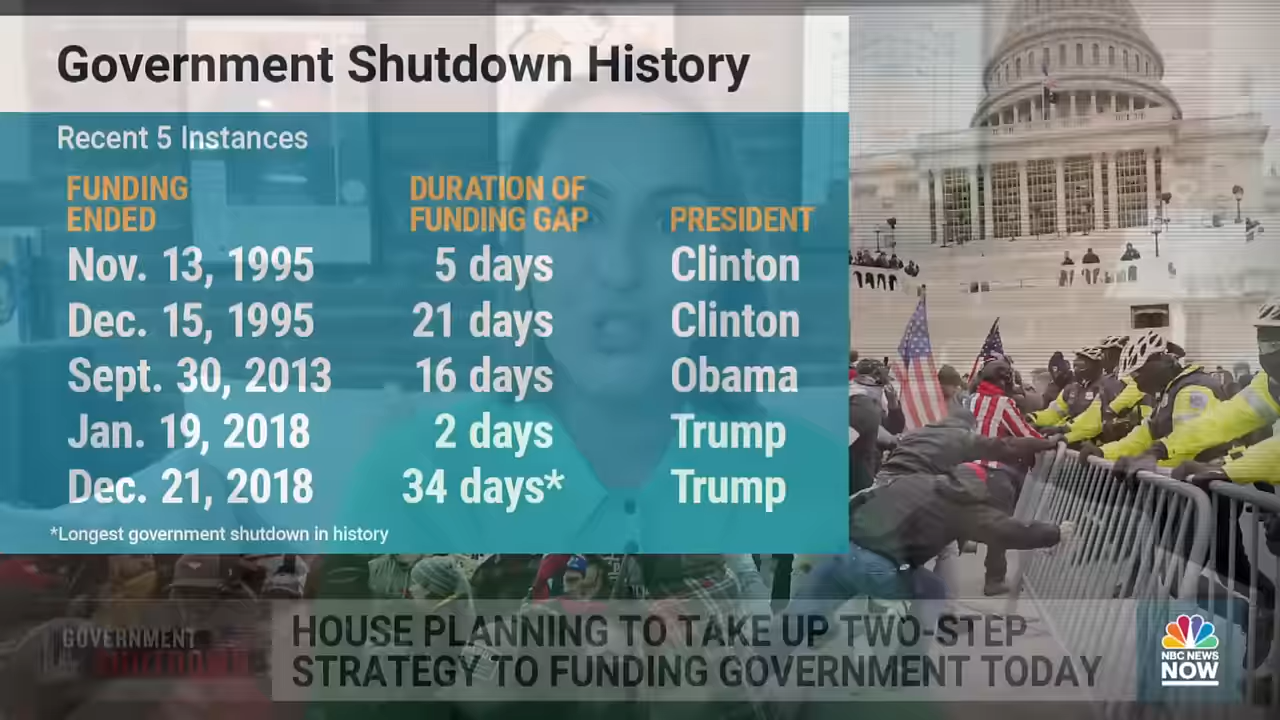 Government Shutdown History
Recent 5 Instances
FUNDING ENDED
DURATION OF FUNDING GAP
PRESIDENT
Nov. 13, 1995 5 days Clinton
Dec. 15, 1995 21 days Clinton
Sept. 30, 2013 16 days Obama
Jan. 19, 2018 2 days Trump
Dec. 21, 2018 34 days* Trump
*Longest government shutdown in history
GOVERNMENT
SHUTDOWN
HOUSE PLANNING TO TAKE UP TWO-STEP
STRATEGY TO FUNDING GOVERNMENT TODAY
NBC NEWS
NOW